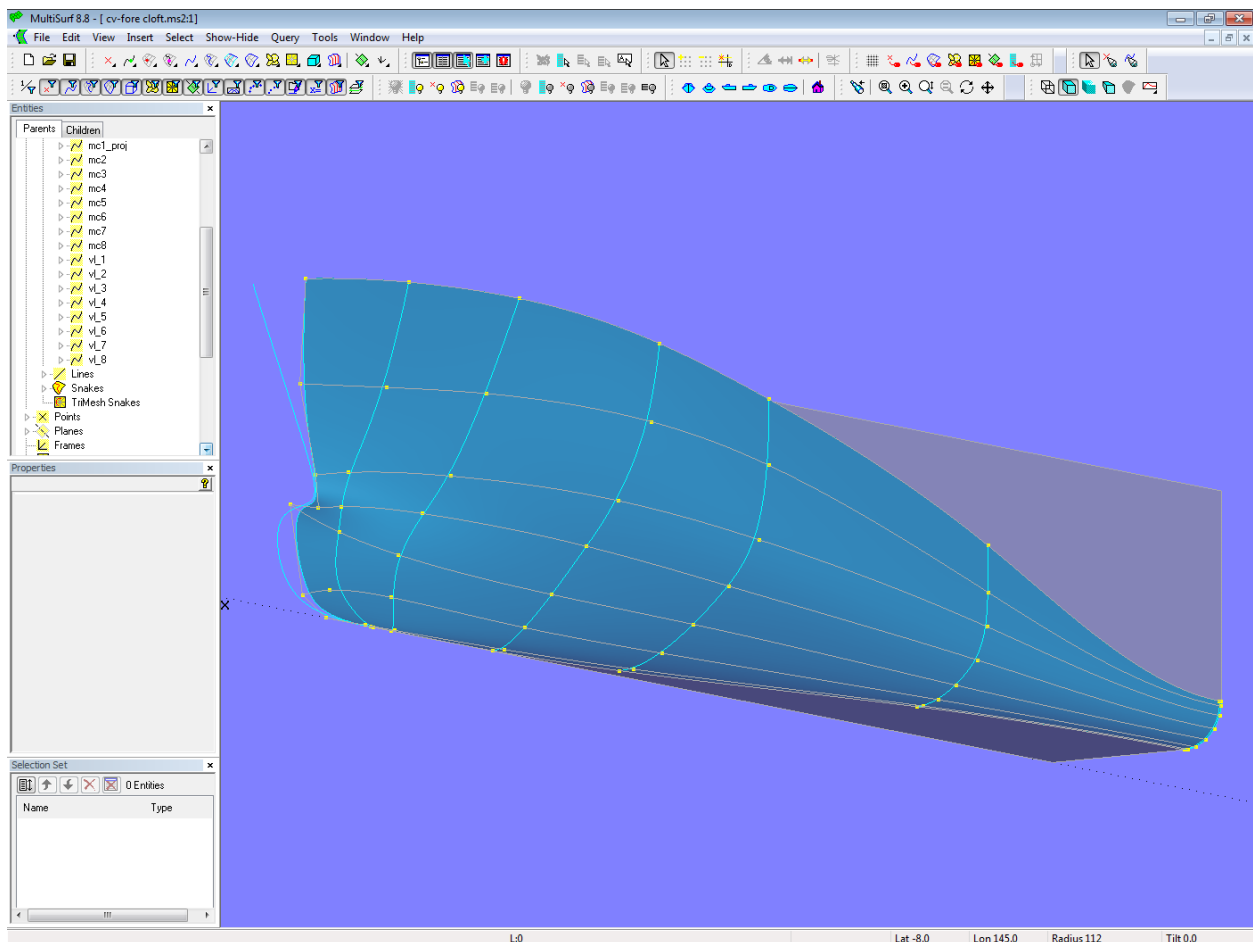 MultiSurf 8.8 - [ cv-fore cloft.ms2:1]
File Edit View Insert Select Show-Hide Query Tools Window Help
Entities
Parents Children
mc1_proj
mc2
mc3
mc4
mc5
mc6
mc7
mc8
vl_1
vl_2
vl_3
vl_4
vl_5
vl_6
vl_7
vl_8
Lines
Snakes
TriMesh Snakes
Points
Planes
Frames
Properties
Selection Set
0 Entities
Name Type
X
L:0 Lat -8.0 Lon 145.0 Radius 112 Tilt 0.0